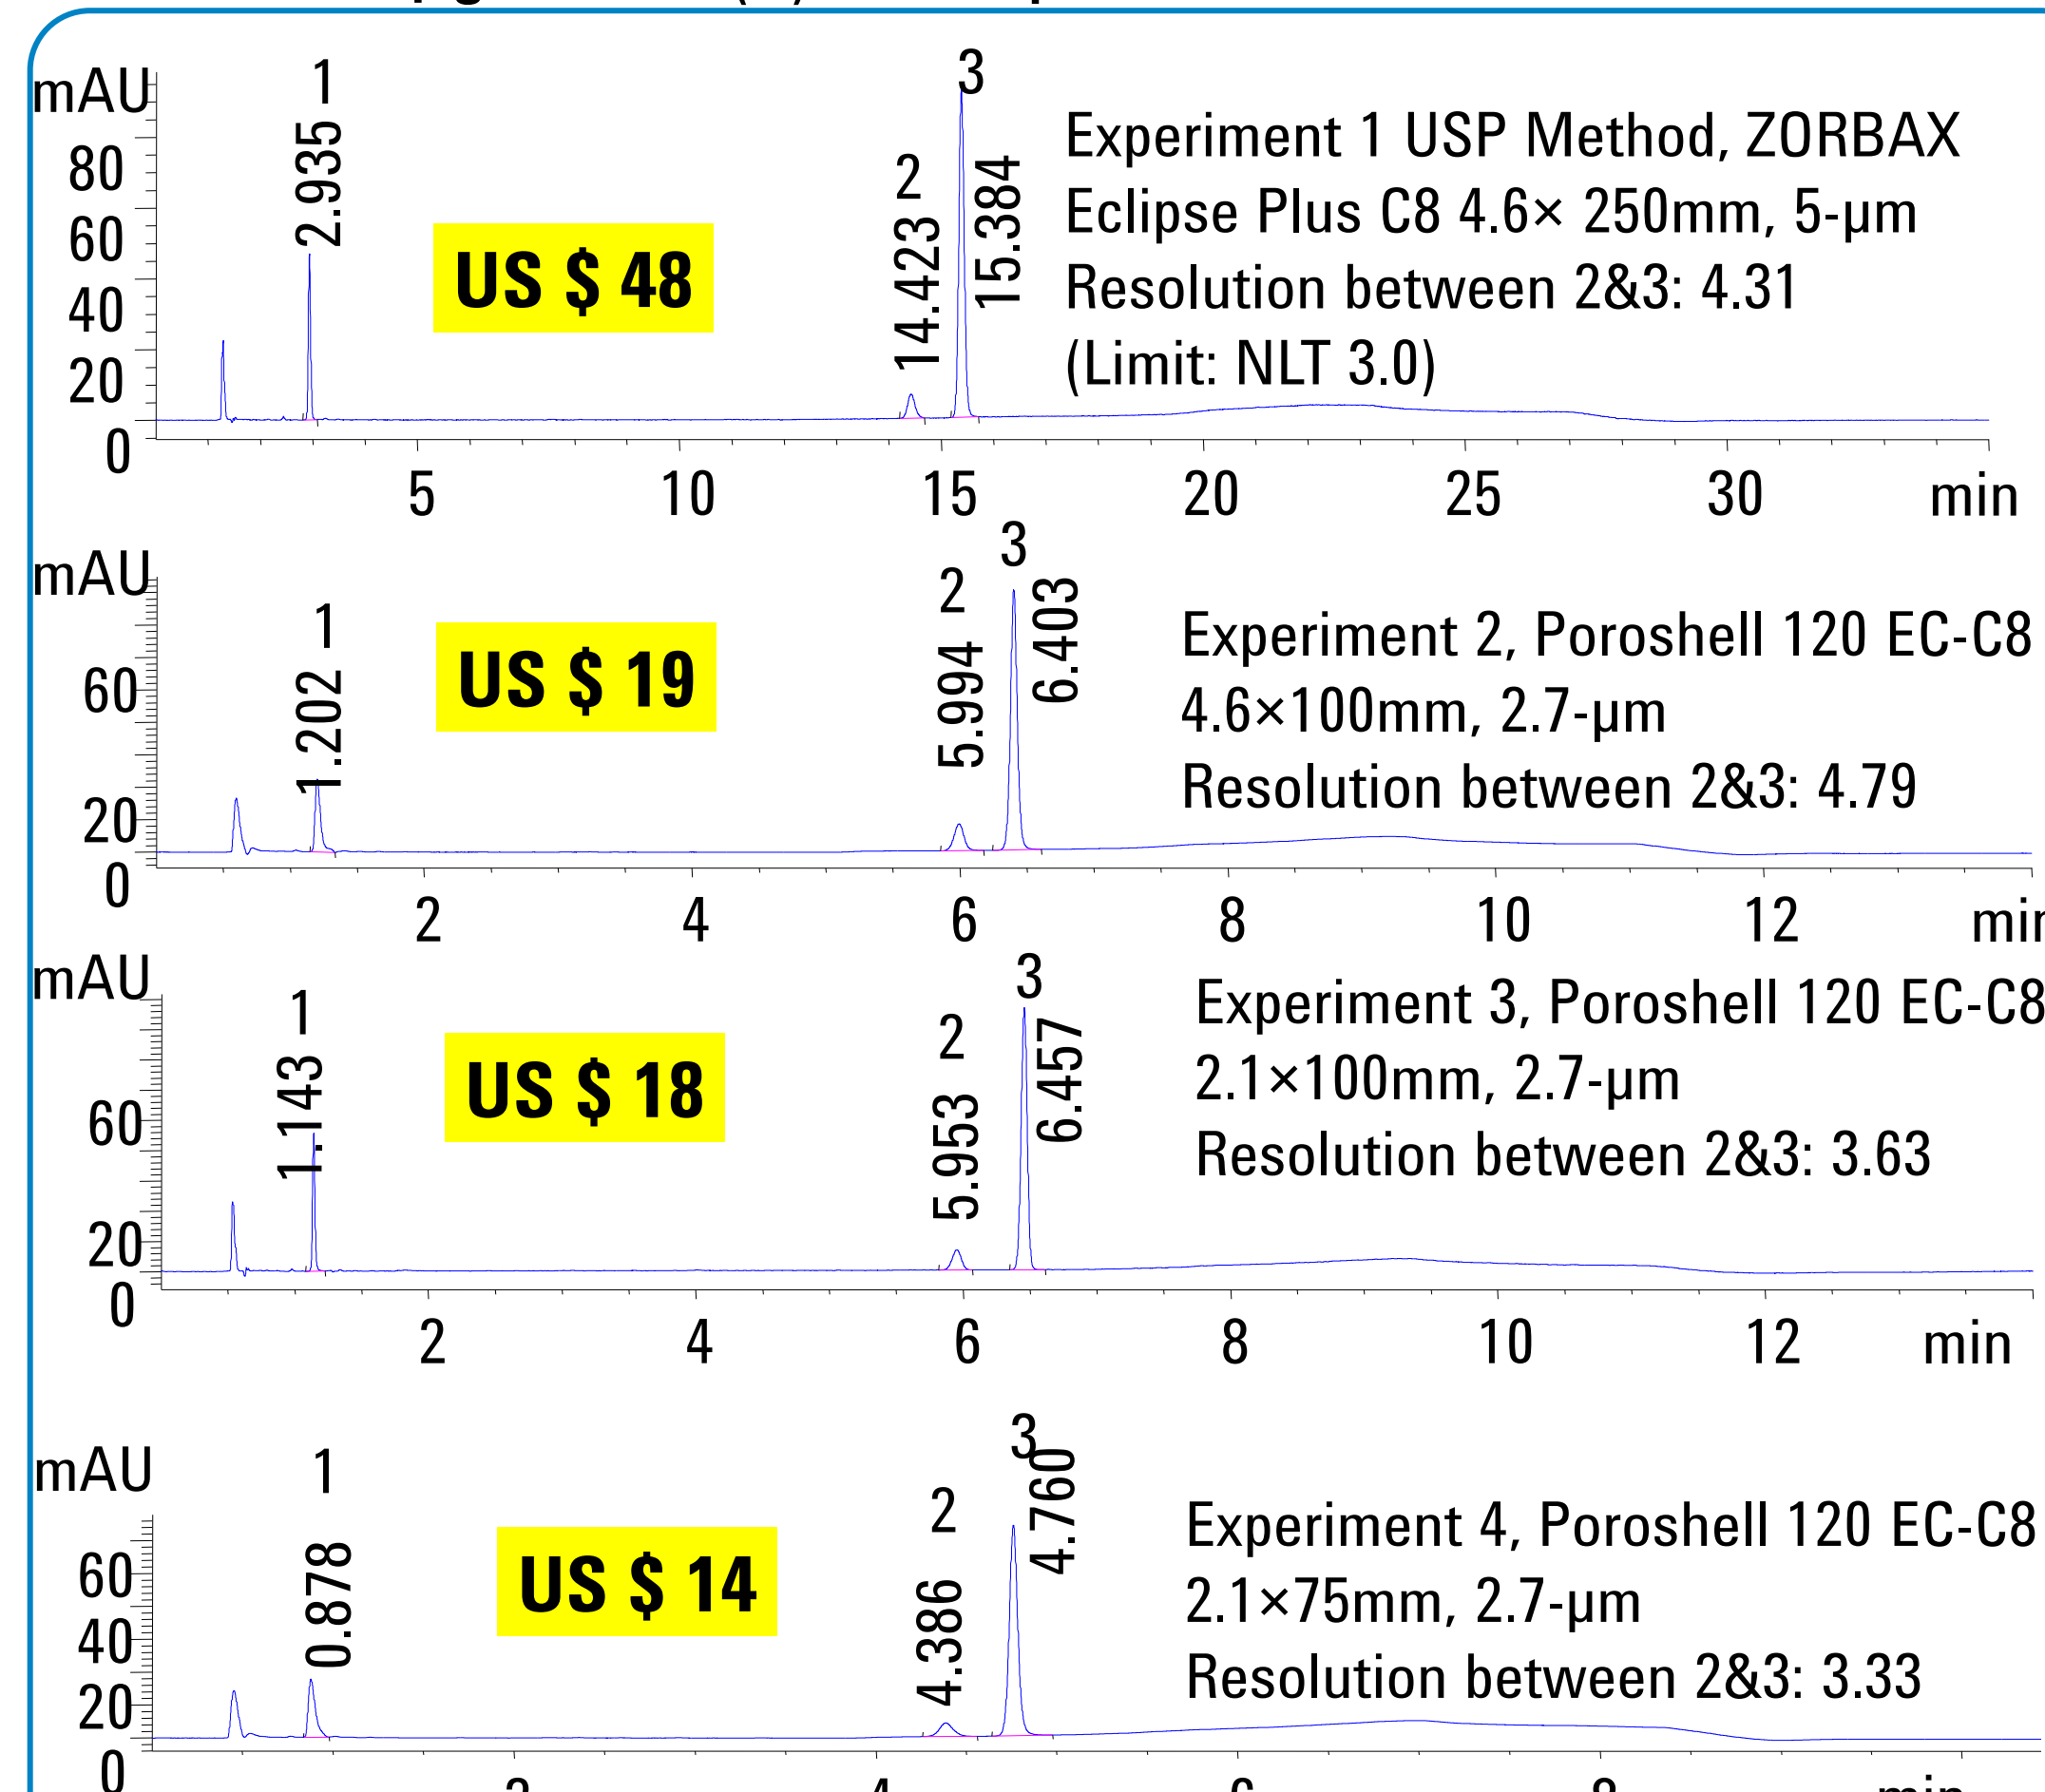 mAU
1
2.935
2
14.423
3
15.384
80
60
40
20
0
US $ 48
Experiment 1 USP Method, ZORBAX
Eclipse Plus C8 4.6× 250mm, 5-µm
Resolution between 2&3: 4.31
(Limit: NLT 3.0)
5 10 15 20 25 30 min
mAU
1
1.202
2
5.994
3
6.403
60
20
0
US $ 19
Experiment 2, Poroshell 120 EC-C8
4.6×100mm, 2.7-µm
Resolution between 2&3: 4.79
2 4 6 8 10 12 min
mAU
1
1.143
2
5.953
3
6.457
60
20
0
US $ 18
Experiment 3, Poroshell 120 EC-C8
2.1×100mm, 2.7-µm
Resolution between 2&3: 3.63
2 4 6 8 10 12 min
mAU
1
0.878
2
4.386
3
4.760
60
40
20
0
US $ 14
Experiment 4, Poroshell 120 EC-C8
2.1×75mm, 2.7-µm
Resolution between 2&3: 3.33
2 4 6 8 min